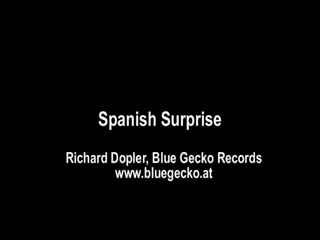 Spanish Surprise
Richard Dopler, Blue Gecko Records
www.bluegecko.at